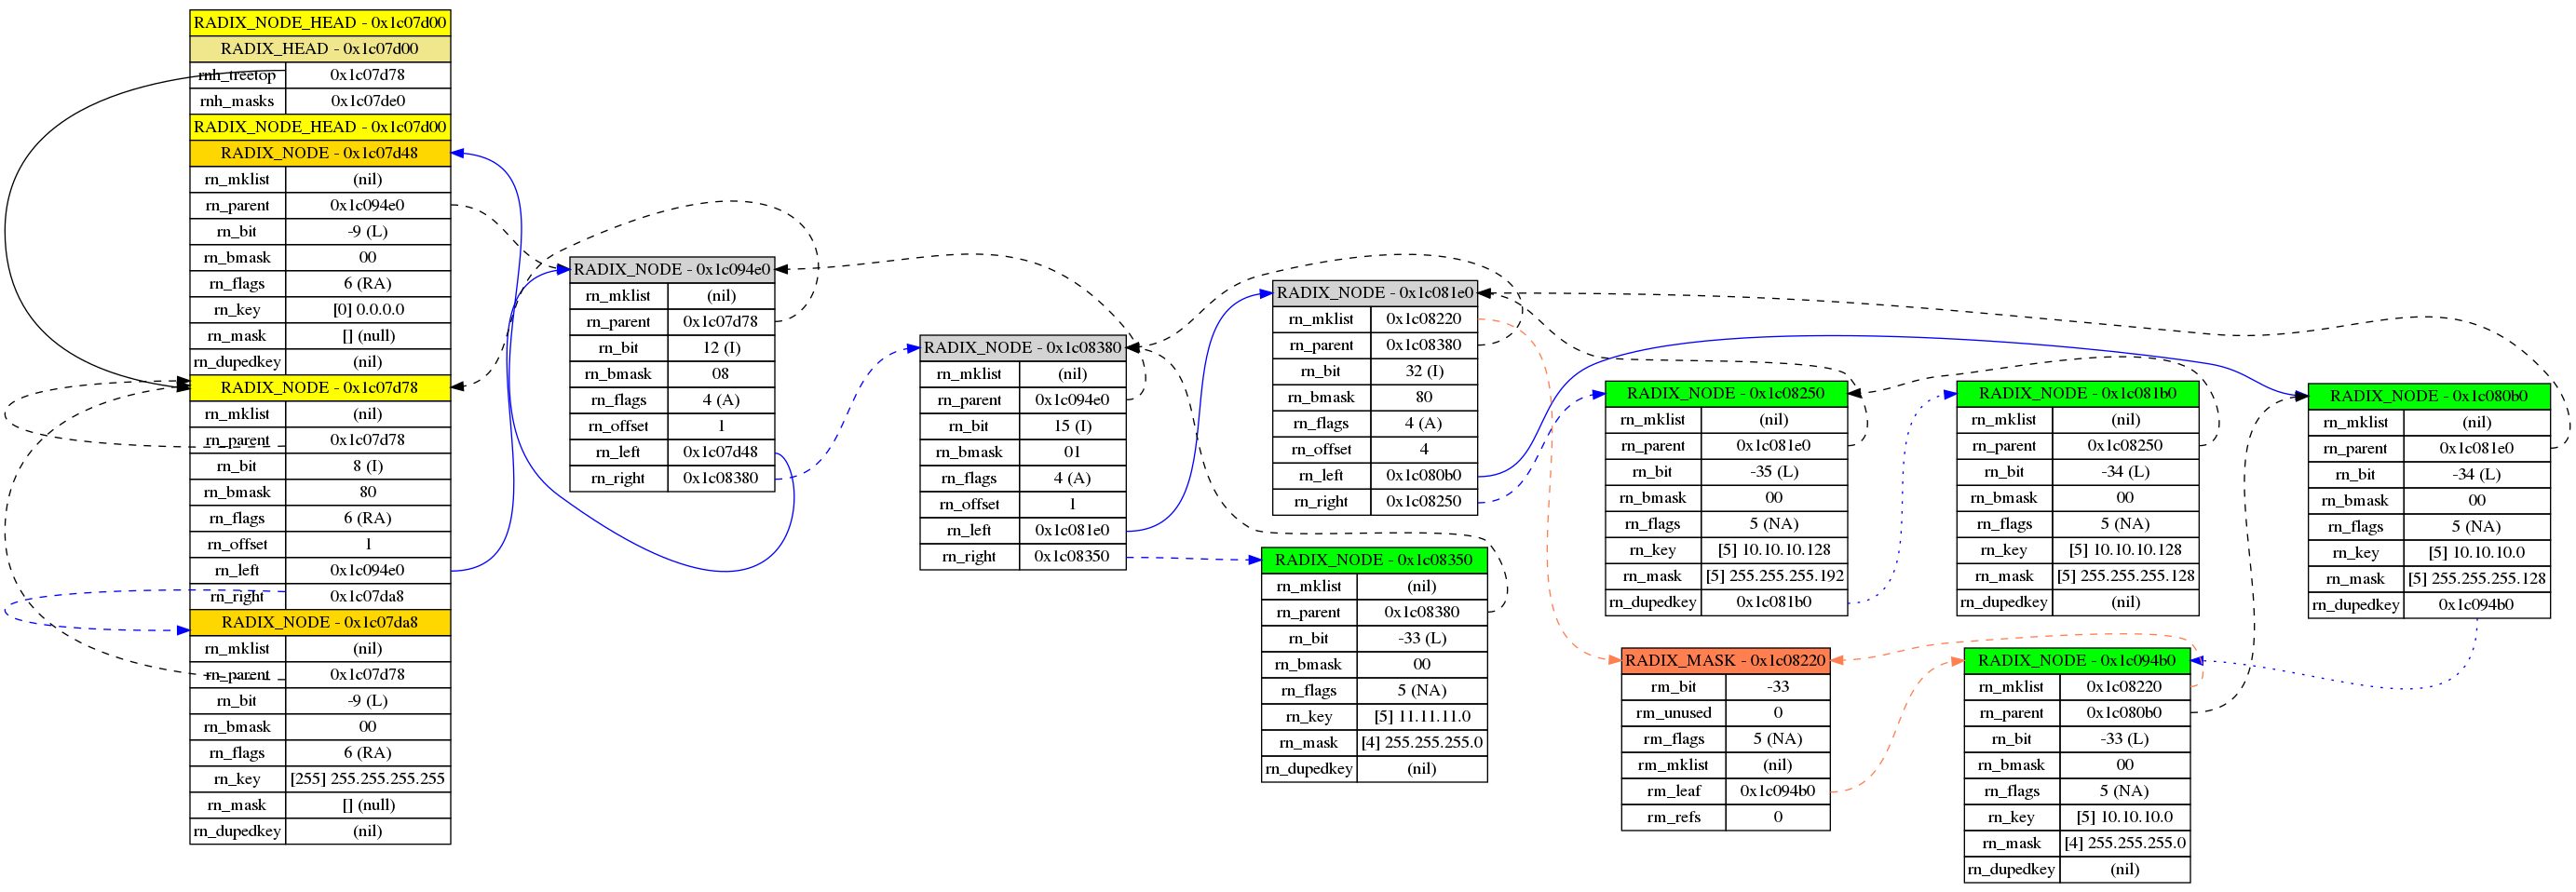 RADIX_NODE_HEAD - 0x1c07d00
RADIX_HEAD - 0x1c07d00
rnh_treetop 0x1c07d78
rnh_masks 0x1c07de0
RADIX_NODE_HEAD - 0x1c07d00
RADIX_NODE - 0x1c07d48
rn_mklist (nil)
rn_parent 0x1c094e0
rn_bit -9 (L)
rn_bmask 00
rn_flags 6 (RA)
rn_key [0] 0.0.0.0
rn_mask [] (null)
rn_dupedkey (nil)
RADIX_NODE - 0x1c07d78
rn_mklist (nil)
rn_parent 0x1c07d78
rn_bit 8 (I)
rn_bmask 80
rn_flags 6 (RA)
rn_offset 1
rn_left 0x1c094e0
rn_right 0x1c07da8
RADIX_NODE - 0x1c07da8
rn_mklist (nil)
rn_parent 0x1c07d78
rn_bit -9 (L)
rn_bmask 00
rn_flags 6 (RA)
rn_key [255] 255.255.255.255
rn_mask [] (null)
rn_dupedkey (nil)
RADIX_NODE - 0x1c094e0
rn_mklist (nil)
rn_parent 0x1c07d78
rn_bit 12 (I)
rn_bmask 08
rn_flags 4 (A)
rn_offset 1
rn_left 0x1c07d48
rn_right 0x1c08380
RADIX_NODE - 0x1c08380
rn_mklist (nil)
rn_parent 0x1c094e0
rn_bit 15 (I)
rn_bmask 01
rn_flags 4 (A)
rn_offset 1
rn_left 0x1c081e0
rn_right 0x1c08350
RADIX_NODE - 0x1c081e0
rn_mklist 0x1c08220
rn_parent 0x1c08380
rn_bit 32 (I)
rn_bmask 80
rn_flags 4 (A)
rn_offset 4
rn_left 0x1c080b0
rn_right 0x1c08250
RADIX_NODE - 0x1c08350
rn_mklist (nil)
rn_parent 0x1c08380
rn_bit -33 (L)
rn_bmask 00
rn_flags 5 (NA)
rn_key [5] 11.11.11.0
rn_mask [4] 255.255.255.0
rn_dupedkey (nil)
RADIX_NODE - 0x1c08250
rn_mklist (nil)
rn_parent 0x1c081e0
rn_bit -35 (L)
rn_bmask 00
rn_flags 5 (NA)
rn_key [5] 10.10.10.128
rn_mask [5] 255.255.255.192
rn_dupedkey 0x1c081b0
RADIX_MASK - 0x1c08220
rm_bit -33
rm_unused 0
rm_flags 5 (NA)
rm_mklist (nil)
rm_leaf 0x1c094b0
rm_refs 0
RADIX_NODE - 0x1c081b0
rn_mklist (nil)
rn_parent 0x1c08250
rn_bit -34 (L)
rn_bmask 00
rn_flags 5 (NA)
rn_key [5] 10.10.10.128
rn_mask [5] 255.255.255.128
rn_dupedkey (nil)
RADIX_NODE - 0x1c094b0
rn_mklist 0x1c08220
rn_parent 0x1c080b0
rn_bit -33 (L)
rn_bmask 00
rn_flags 5 (NA)
rn_key [5] 10.10.10.0
rn_mask [4] 255.255.255.0
rn_dupedkey (nil)
RADIX_NODE - 0x1c080b0
rn_mklist (nil)
rn_parent 0x1c081e0
rn_bit -34 (L)
rn_bmask 00
rn_flags 5 (NA)
rn_key [5] 10.10.10.0
rn_mask [5] 255.255.255.128
rn_dupedkey 0x1c094b0